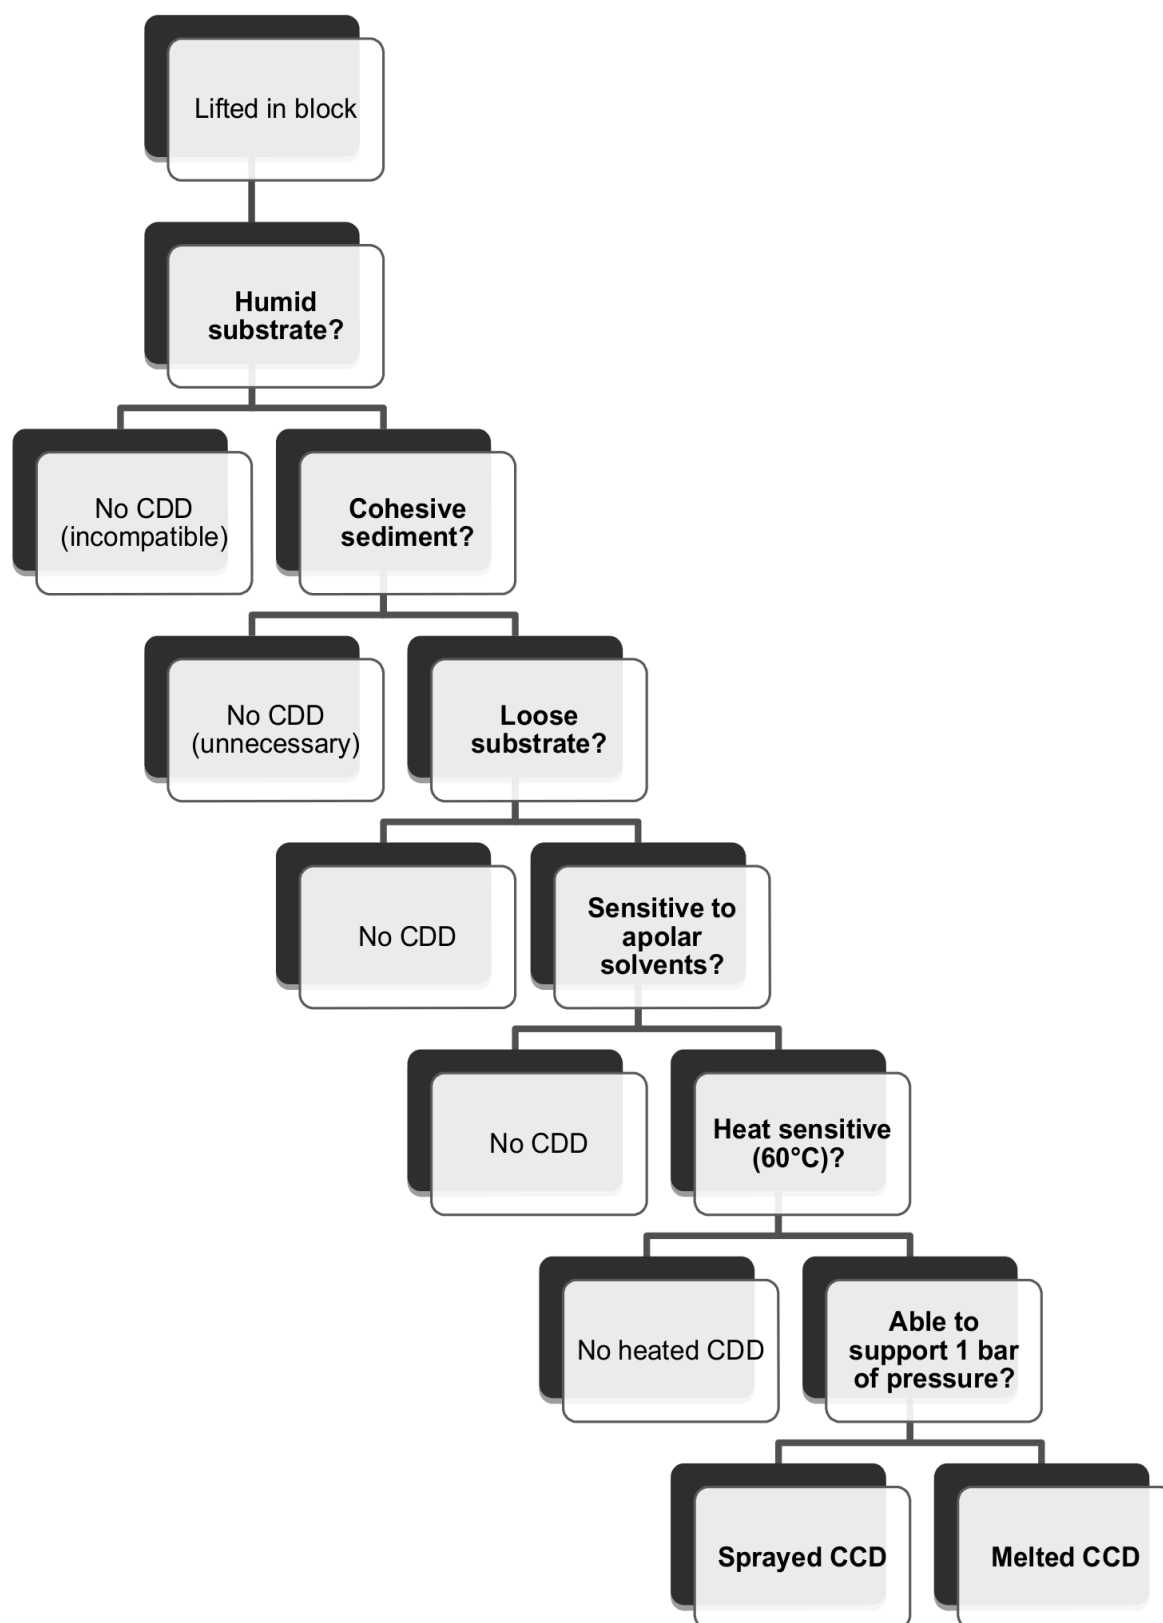 Lifted in block
Humid
substrate?
No CDD
(incompatible)
Cohesive
sediment?
No CDD
(unnecessary)
Loose
substrate?
No CDD
Sensitive to
apolar
solvents?
No CDD
Heat sensitive
(60°C)?
No heated CDD
Able to
support 1 bar
of pressure?
Sprayed CCD
Melted CCD